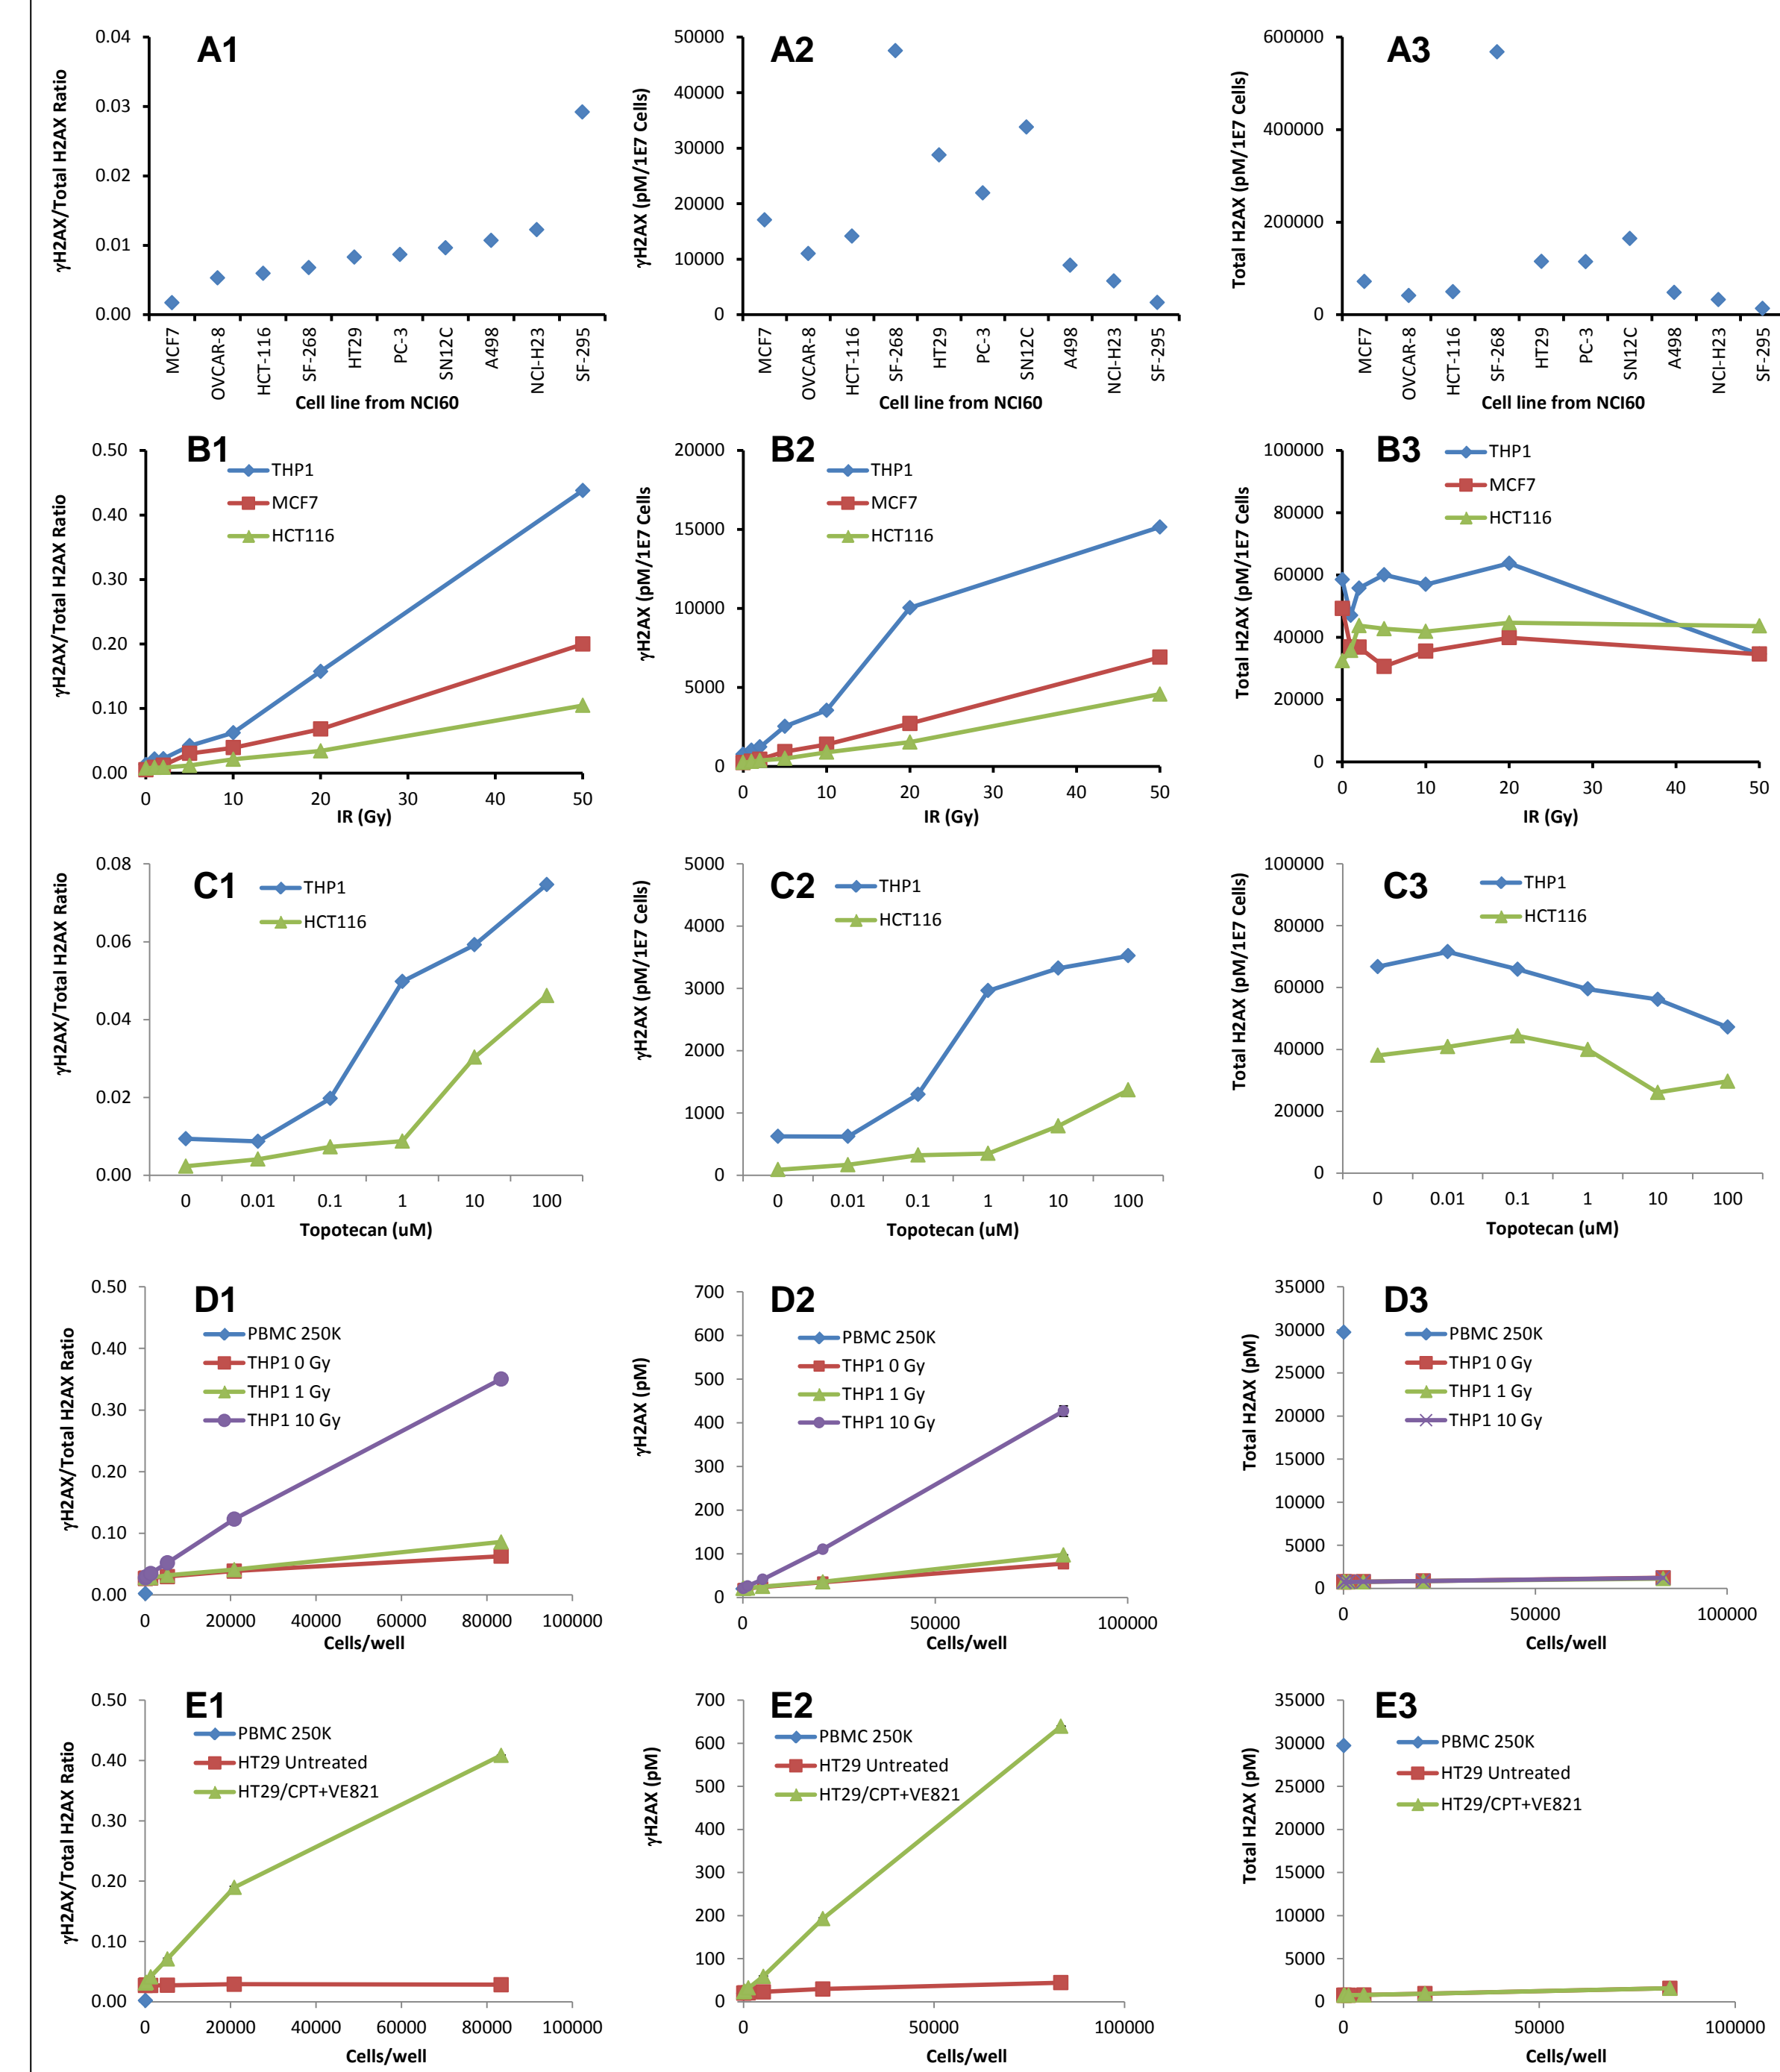 A1
γH2AX/Total H2AX Ratio
0.04
0.03
0.02
0.01
0.00
MCF7
OVCAR-8
HCT-116
SF-268
HT29
PC-3
SN12C
A498
NCI-H23
SF-295
Cell line from NCI60
A2
γH2AX (pM/1E7 Cells)
50000
40000
30000
20000
10000
0
MCF7
OVCAR-8
HCT-116
SF-268
HT29
PC-3
SN12C
A498
NCI-H23
SF-295
Cell line from NCI60
A3
Total H2AX (pM/1E7 Cells)
600000
400000
200000
0
MCF7
OVCAR-8
HCT-116
SF-268
HT29
PC-3
SN12C
A498
NCI-H23
SF-295
Cell line from NCI60
B1
γH2AX/Total H2AX Ratio
0.50
0.40
0.30
0.20
0.10
0.00
THP1
MCF7
HCT116
0 10 20 30 40 50
IR (Gy)
B2
γH2AX (pM/1E7 Cells
20000
15000
10000
5000
0
THP1
MCF7
HCT116
0 10 20 30 40 50
IR (Gy)
B3
Total H2AX (pM/1E7 Cells
100000
80000
60000
40000
20000
0
THP1
MCF7
HCT116
0 10 20 30 40 50
IR (Gy)
C1
γH2AX/Total H2AX Ratio
0.08
0.06
0.04
0.02
0.00
THP1
HCT116
0 0.01 0.1 1 10 100
Topotecan (uM)
C2
γH2AX (pM/1E7 Cells)
5000
4000
3000
2000
1000
0
THP1
HCT116
0 0.01 0.1 1 10 100
Topotecan (uM)
C3
Total H2AX (pM/1E7 Cells)
100000
80000
60000
40000
20000
0
THP1
HCT116
0 0.01 0.1 1 10 100
Topotecan (uM)
D1
γH2AX/Total H2AX Ratio
0.50
0.40
0.30
0.20
0.10
0.00
PBMC 250K
THP1 0 Gy
THP1 1 Gy
THP1 10 Gy
0 20000 40000 60000 80000 100000
Cells/well
D2
γH2AX (pM)
700
600
500
400
300
200
100
0
PBMC 250K
THP1 0 Gy
THP1 1 Gy
THP1 10 Gy
0 50000 100000
Cells/well
D3
Total H2AX (pM)
35000
30000
25000
20000
15000
10000
5000
0
PBMC 250K
THP1 0 Gy
THP1 1 Gy
THP1 10 Gy
0 50000 100000
Cells/well
E1
γH2AX/Total H2AX Ratio
0.50
0.40
0.30
0.20
0.10
0.00
PBMC 250K
HT29 Untreated
HT29/CPT+VE821
0 20000 40000 60000 80000 100000
Cells/well
E2
γH2AX (pM)
700
600
500
400
300
200
100
0
PBMC 250K
HT29 Untreated
HT29/CPT+VE821
0 50000 100000
Cells/well
E3
Total H2AX (pM)
35000
30000
25000
20000
15000
10000
5000
0
PBMC 250K
HT29 Untreated
HT29/CPT+VE821
0 50000 100000
Cells/well